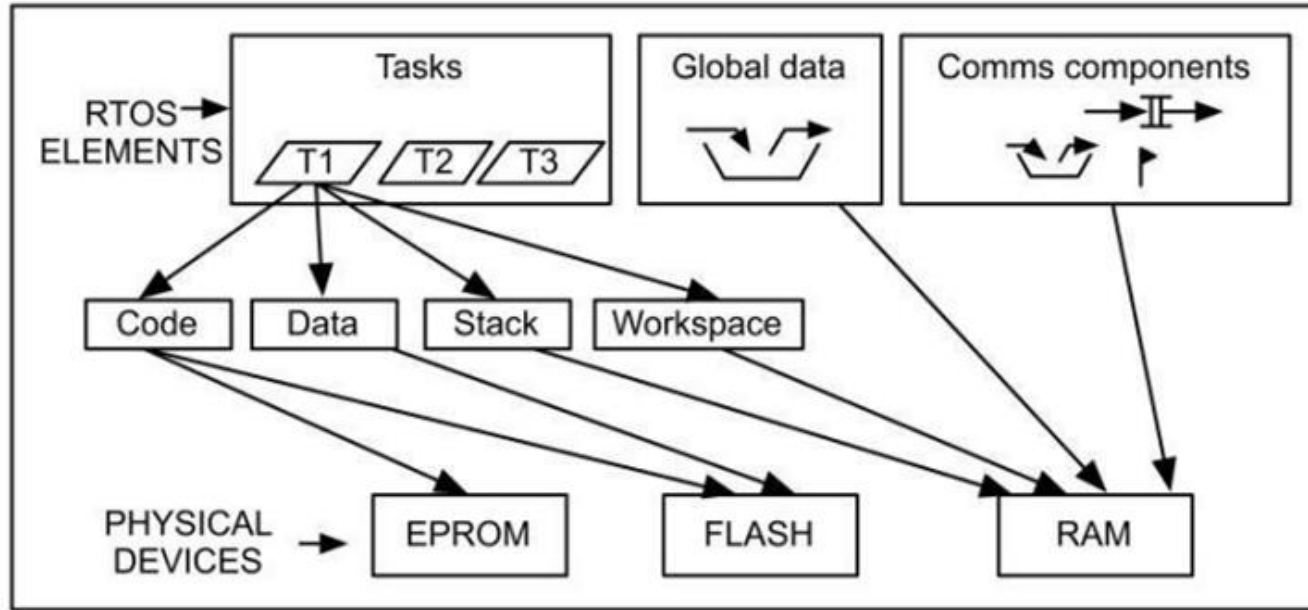 Tasks
Global data
Comms components
RTOS
ELEMENTS
T1
T2
T3
Code
Data
Stack
Workspace
PHYSICAL
DEVICES
EPROM
FLASH
RAM